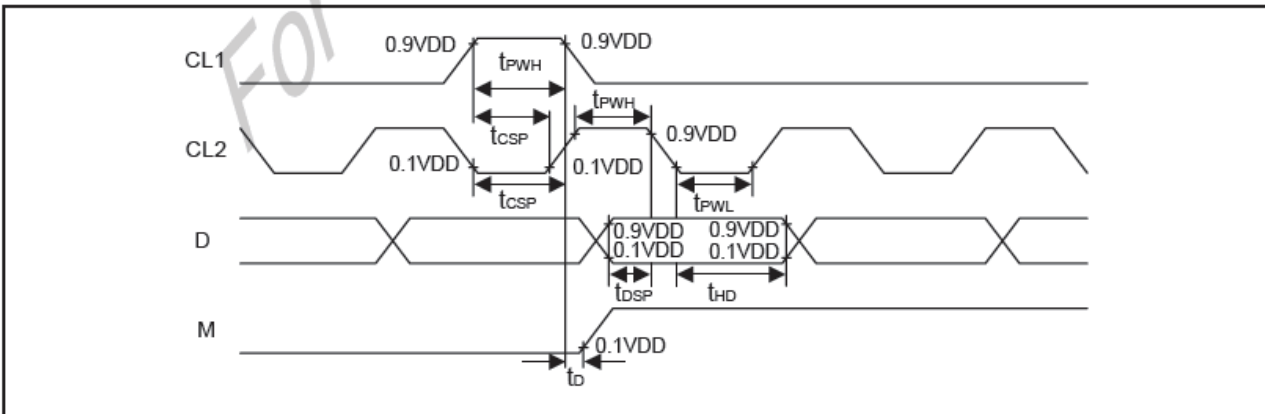 For
CL1
0.9VDD
0.9VDD
tPWH
tCSP
tPWH
CL2
0.9VDD
0.1VDD
0.1VDD
tCSP
tPWL
D
0.9VDD
0.9VDD
0.1VDD
0.1VDD
tDSP
tHD
M
0.1VDD
tD